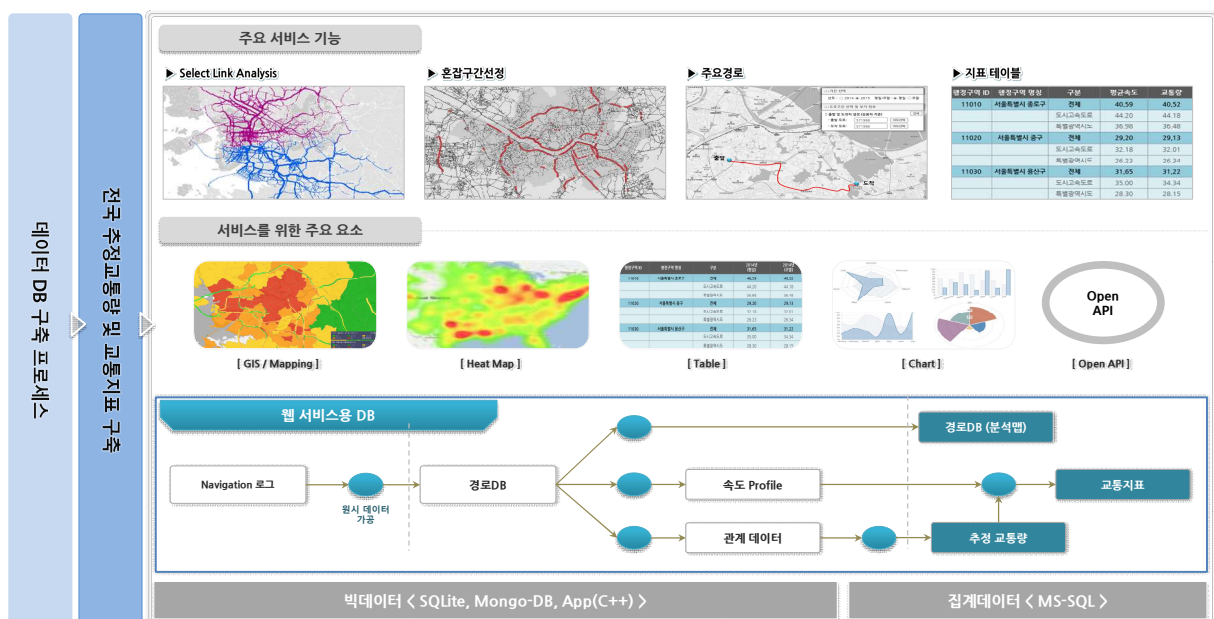 데이터 DB 구축 프로세스
전국 추정교통량 및 교통지표 구축
주요 서비스 기능
▶ Select Link Analysis
▶ 혼잡구간선정
▶ 주요경로
▶ 지표 테이블
출발
도착
행정구역 ID 행정구역 명칭 구분 평균속도 교통량
11010 서울특별시 종로구 전체 40,59 40,52
도시고속도로 44.20 44.18
특별광역시도 36.96 36.48
11020 서울특별시 중구 전체 29,20 29,13
도시고속도로 32.18 32.01
특별광역시도 26.23 26.24
11030 서울특별시 용산구 전체 31,65 31,22
도시고속도로 35.00 34.34
특별광역시도 28.30 28.15
서비스를 위한 주요 요소
Open
API
[ GIS / Mapping ]
[ Heat Map ]
[ Table ]
[ Chart ]
[ Open API ]
웹 서비스용 DB
Navigation 로그
원시 데이터
가공
경로DB
경로DB (분석맵)
속도 Profile
교통지표
관계 데이터
추정 교통량
빅데이터 < SQLite, Mongo-DB, App(C++) >
집계데이터 < MS-SQL >